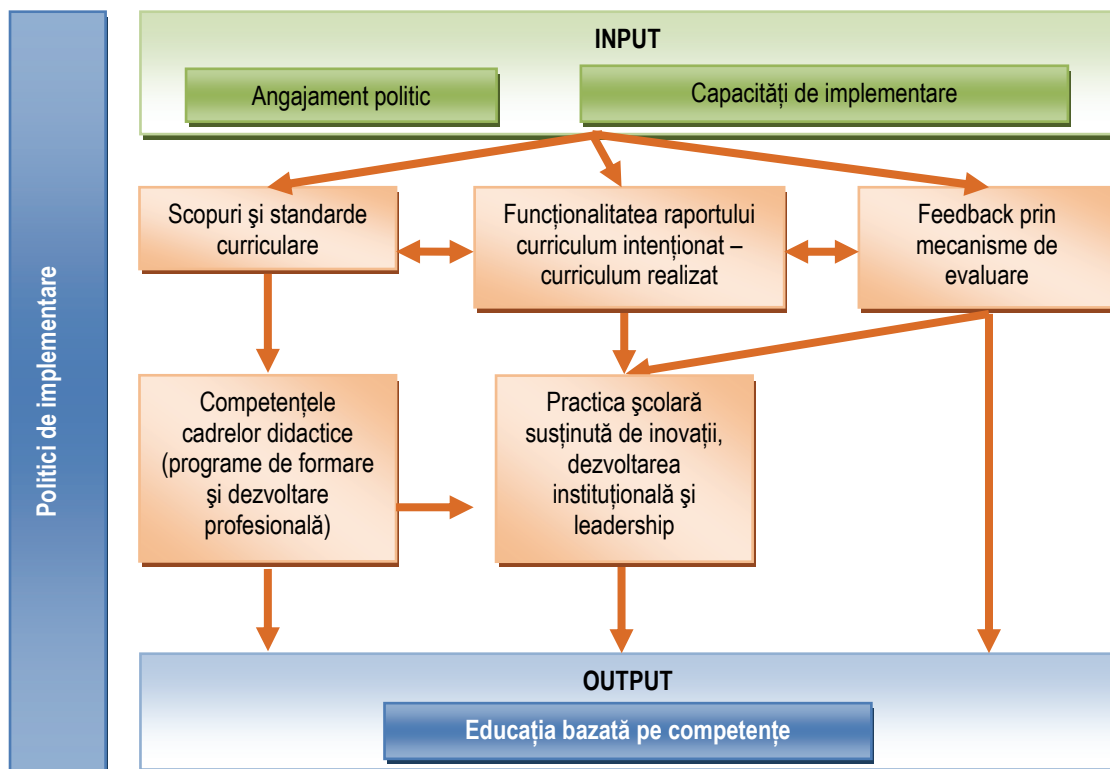 Politici de implementare
INPUT
Angajament politic
Capacități de implementare
Scopuri şi standarde
curriculare
Funcționalitatea raportului
curriculum intenționat –
curriculum realizat
Feedback prin
mecanisme de
evaluare
Competențele
cadrelor didactice
(programe de formare
şi dezvoltare
profesională)
Practica şcolară
susținută de inovații,
dezvoltarea
instituțională şi
leadership
OUTPUT
Educația bazată pe competențe